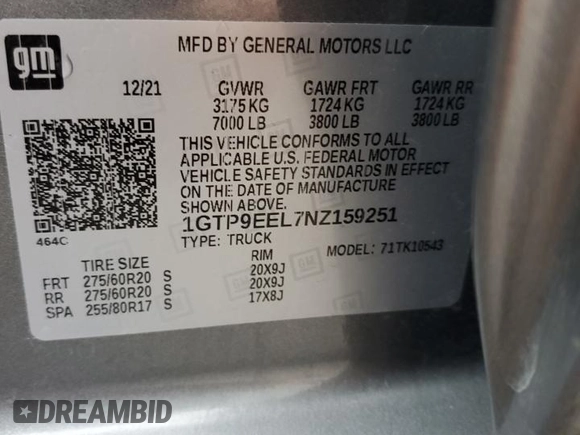 gm
MFD BY GENERAL MOTORS LLC
12/21 GVWR GAWR FRT GAWR RR
3175 KG 1724 KG 1724 KG
7000 LB 3800 LB 3800 LB
THIS VEHICLE CONFORMS TO ALL
APPLICABLE U.S. FEDERAL MOTOR
VEHICLE SAFETY STANDARDS IN EFFECT
ON THE DATE OF MANUFACTURE
SHOWN ABOVE.
464C 1GTP9EEL7NZ159251
TYPE: TRUCK MODEL: 71TK10543
TIRE SIZE RIM
FRT 275/60R20 S 20X9J
RR 275/60R20 S 20X9J
SPA 255/80R17 S 17X8J
DREAMBID